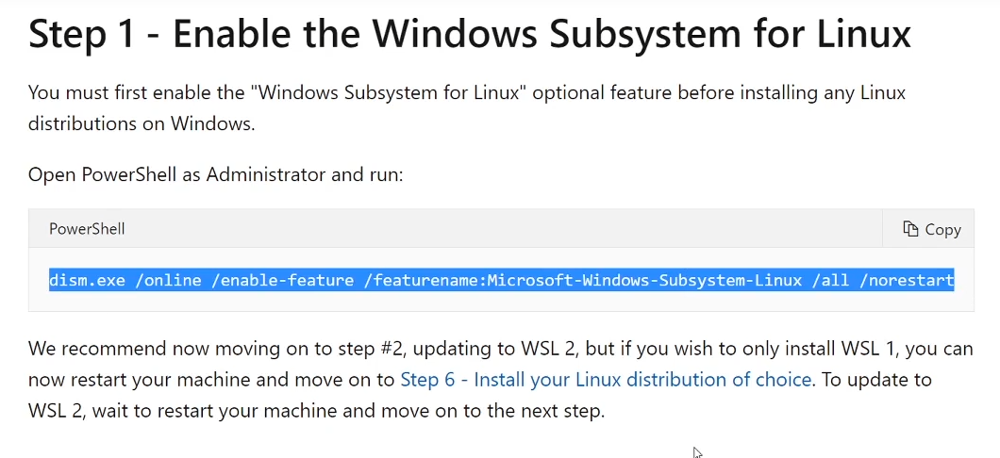 Step 1 - Enable the Windows Subsystem for Linux
You must first enable the "Windows Subsystem for Linux" optional feature before installing any Linux
distributions on Windows.
Open PowerShell as Administrator and run:
PowerShell
Copy
dism.exe /online /enable-feature /featurename:Microsoft-Windows-Subsystem-Linux /all /norestart
We recommend now moving on to step #2, updating to WSL 2, but if you wish to only install WSL 1, you can
now restart your machine and move on to Step 6 - Install your Linux distribution of choice. To update to
WSL 2, wait to restart your machine and move on to the next step.